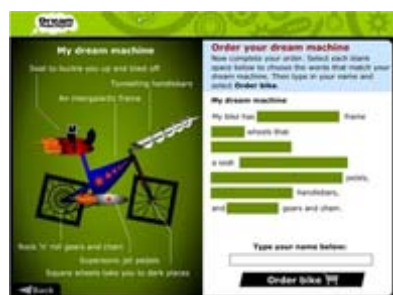 Dream
My dream machine
Seat to buckle you up and blast off
Tunnelling handlebars
An intergalactic frame
Rock 'n' roll gears and chain
Supersonic jet pedals
Square wheels take you to dark places
Back
Order your dream machine
Now complete your order. Select each blank
space below to choose the words that match your
dream machine. Then type in your name and
select Order bike.
My dream machine
My bike has frame
wheels that
a seat
pedals,
handlebars,
and gears and chain.
Type your name below:
Order bike